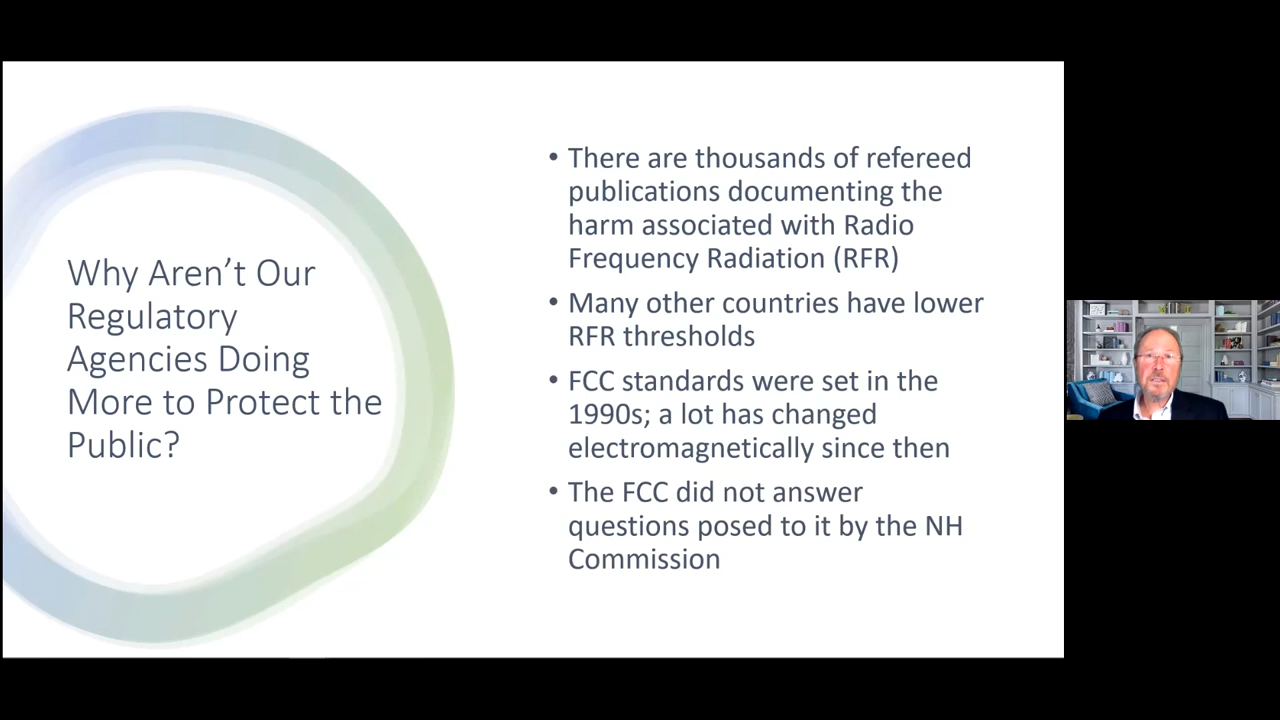 Why Aren’t Our
Regulatory
Agencies Doing
More to Protect the
Public?
• There are thousands of refereed
publications documenting the
harm associated with Radio
Frequency Radiation (RFR)
• Many other countries have lower
RFR thresholds
• FCC standards were set in the
1990s; a lot has changed
electromagnetically since then
• The FCC did not answer
questions posed to it by the NH
Commission